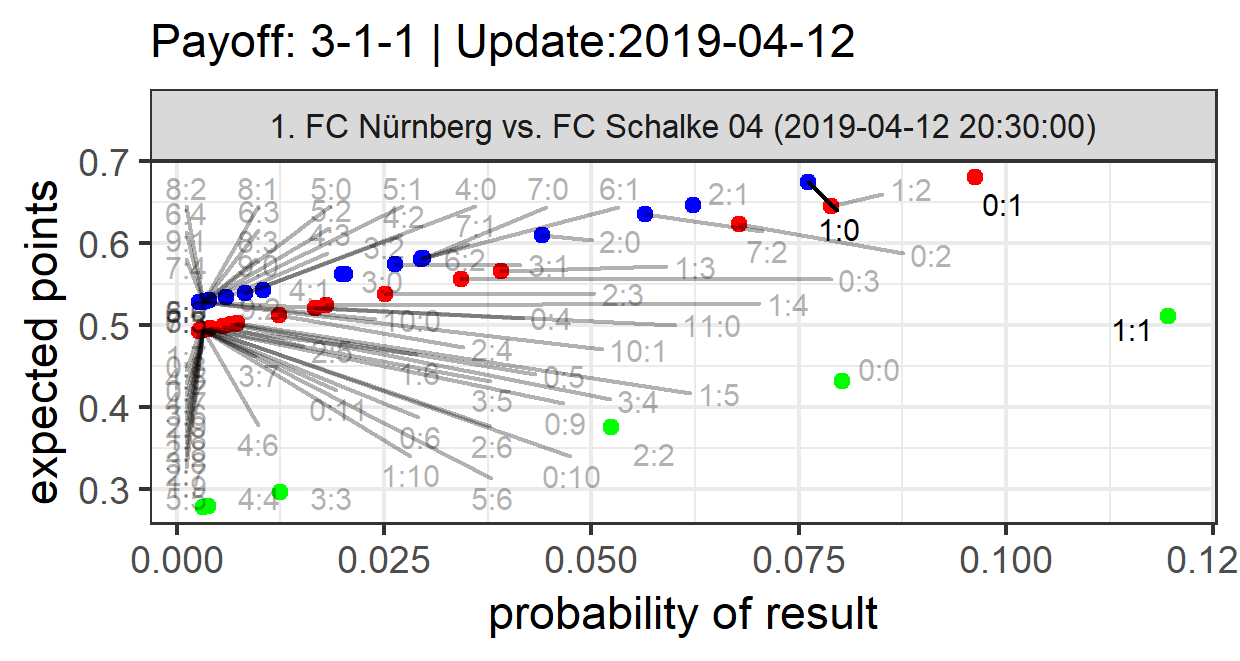 Payoff: 3-1-1 | Update:2019-04-12
1. FC Nürnberg vs. FC Schalke 04 (2019-04-12 20:30:00)
expected points
0.7
0.6
0.5
0.4
0.3
8:2 8:1 5:0 5:1 4:0 7:0 6:1 2:1 1:2
0:1
6:4 6:3 5:2 4:2 7:1 1:0
9:1 8:3 4:3 3:2 2:0 7:2 0:2
7:4 6:0 6:2 3:1 1:3
4:1 3:0 2:3 0:3
9:2 10:0 0:4 11:0 1:4
1:1
2:5 2:4 10:1
3:7 1:6 0:5 0:0
0:11 3:5 3:4 1:5
4:6 0:6 2:6 0:9 2:2
1:10 0:10
4:4 3:3 5:6
0.000 0.025 0.050 0.075 0.100 0.12
probability of result